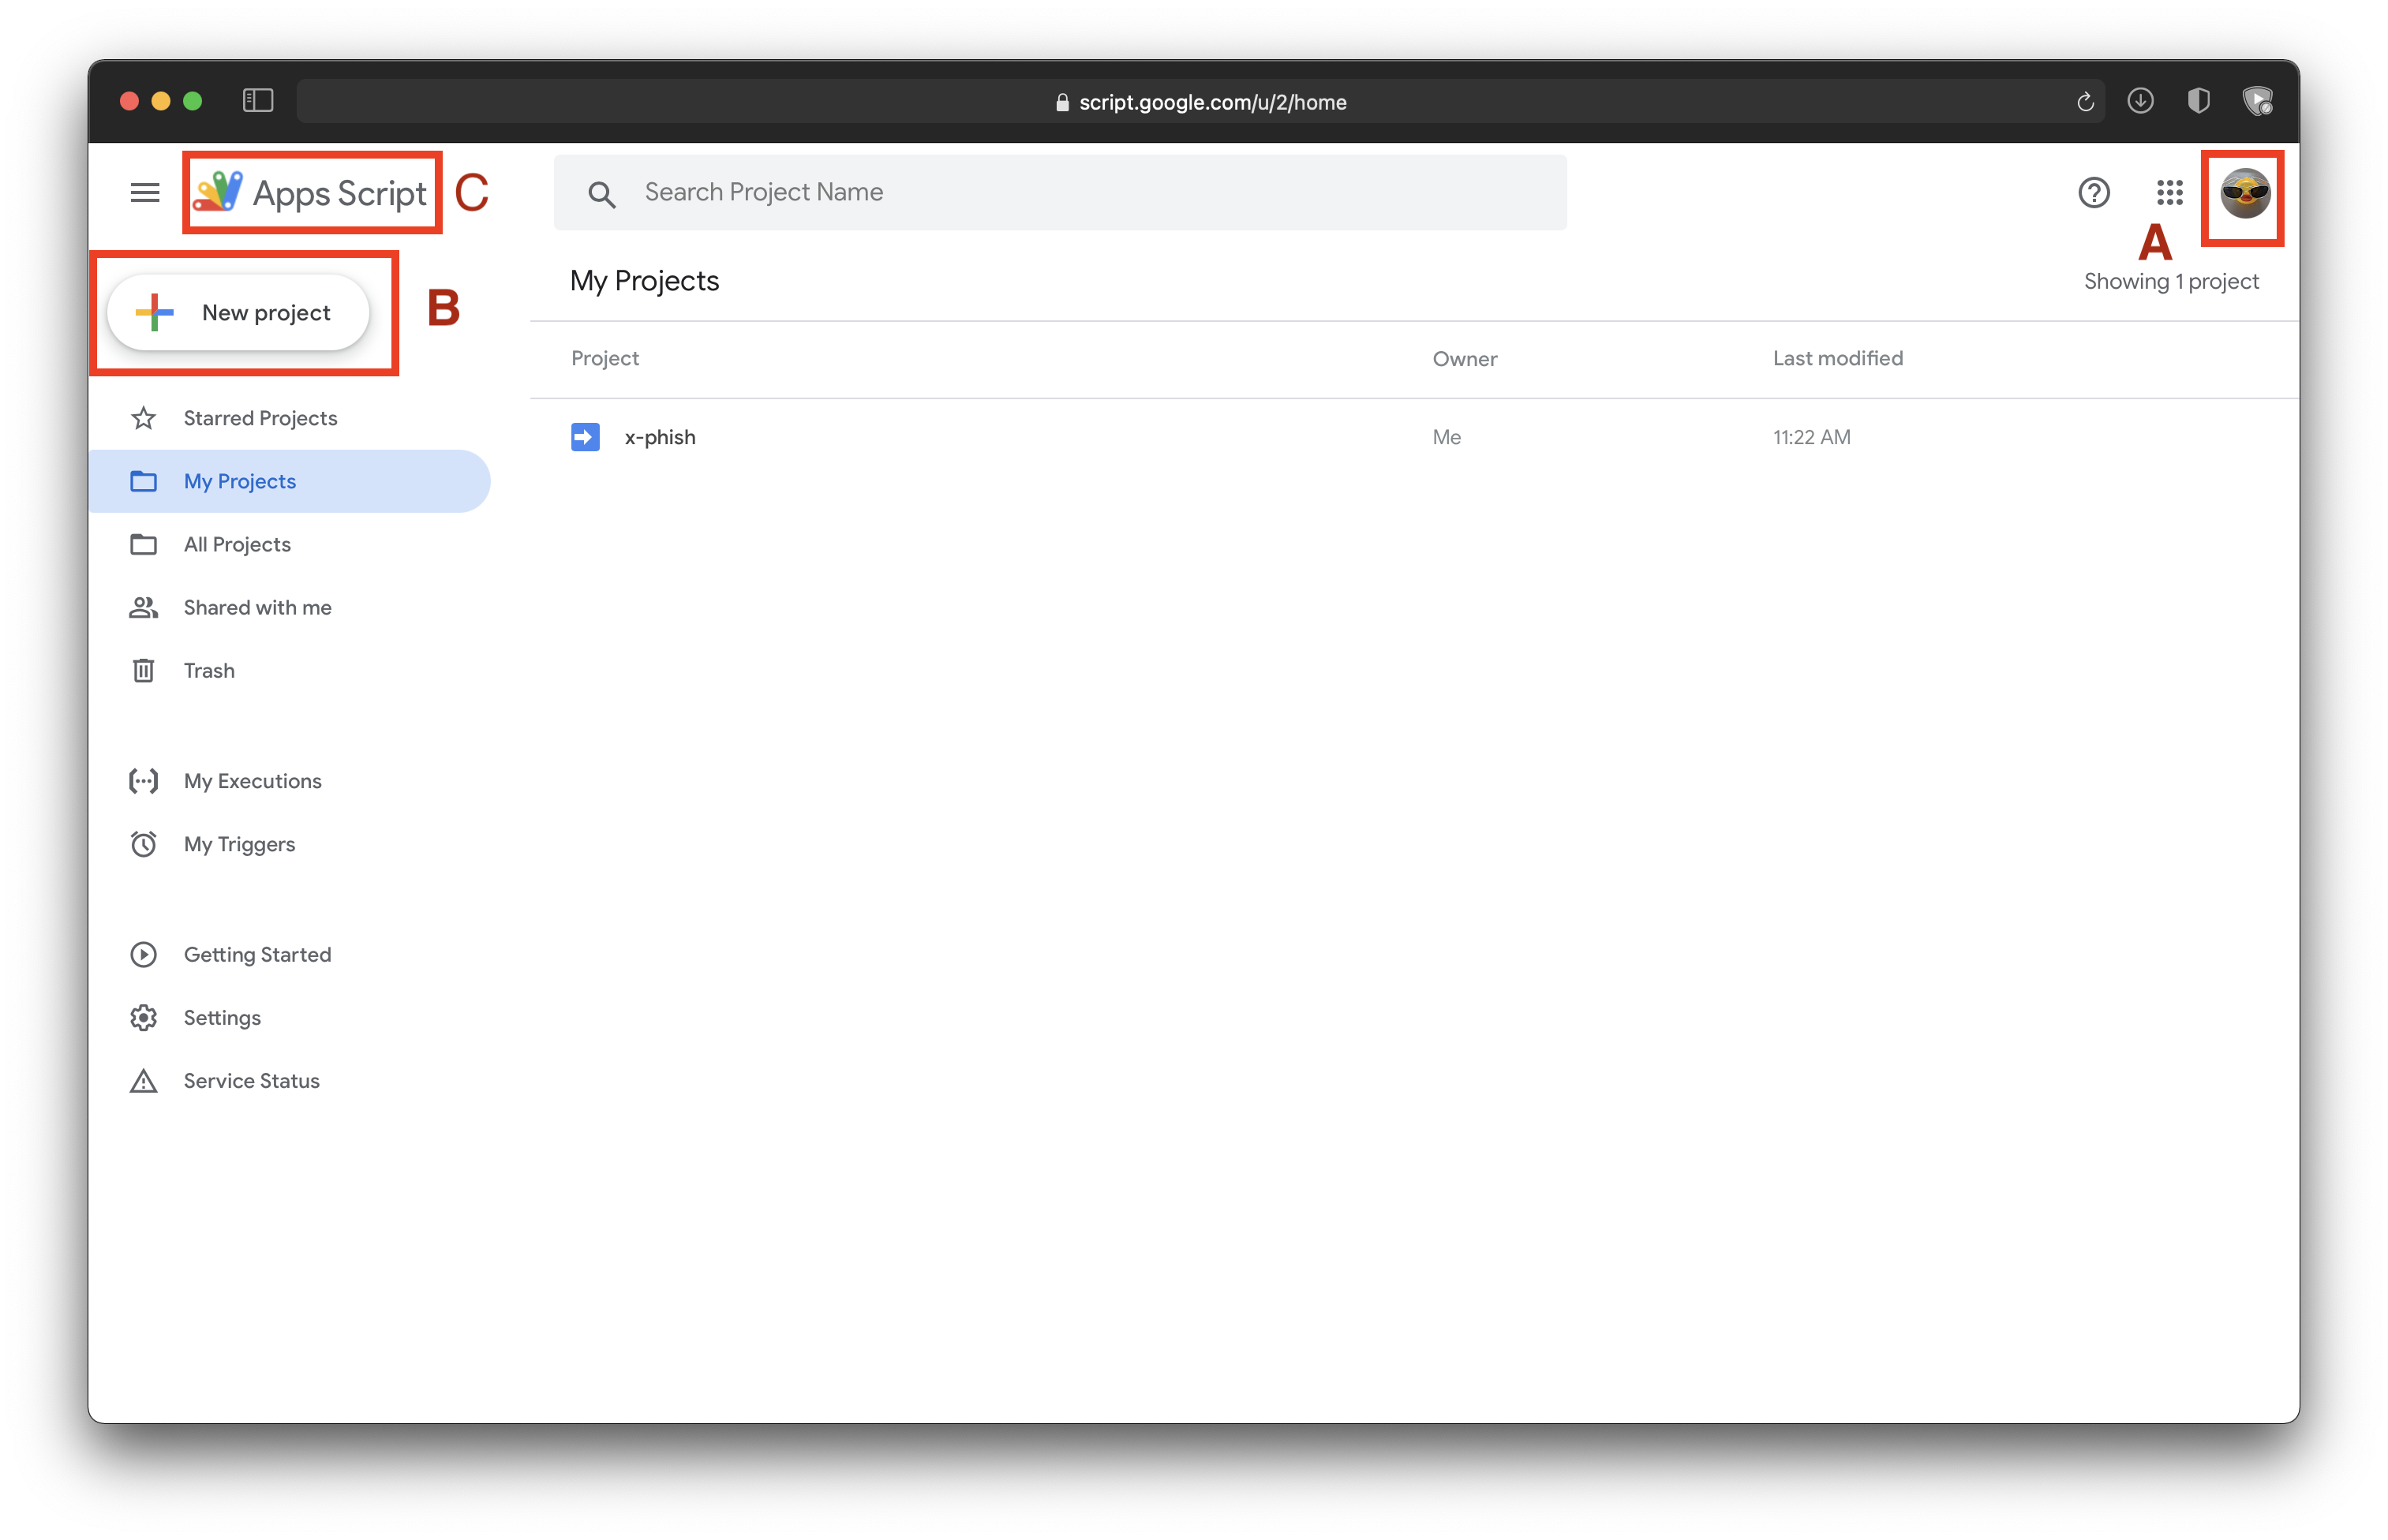 script.google.com/u/2/home
Apps Script
C
Search Project Name
A
New project
B
My Projects
Showing 1 project
Project
Owner
Last modified
x-phish
Me
11:22 AM
Starred Projects
My Projects
All Projects
Shared with me
Trash
My Executions
My Triggers
Getting Started
Settings
Service Status